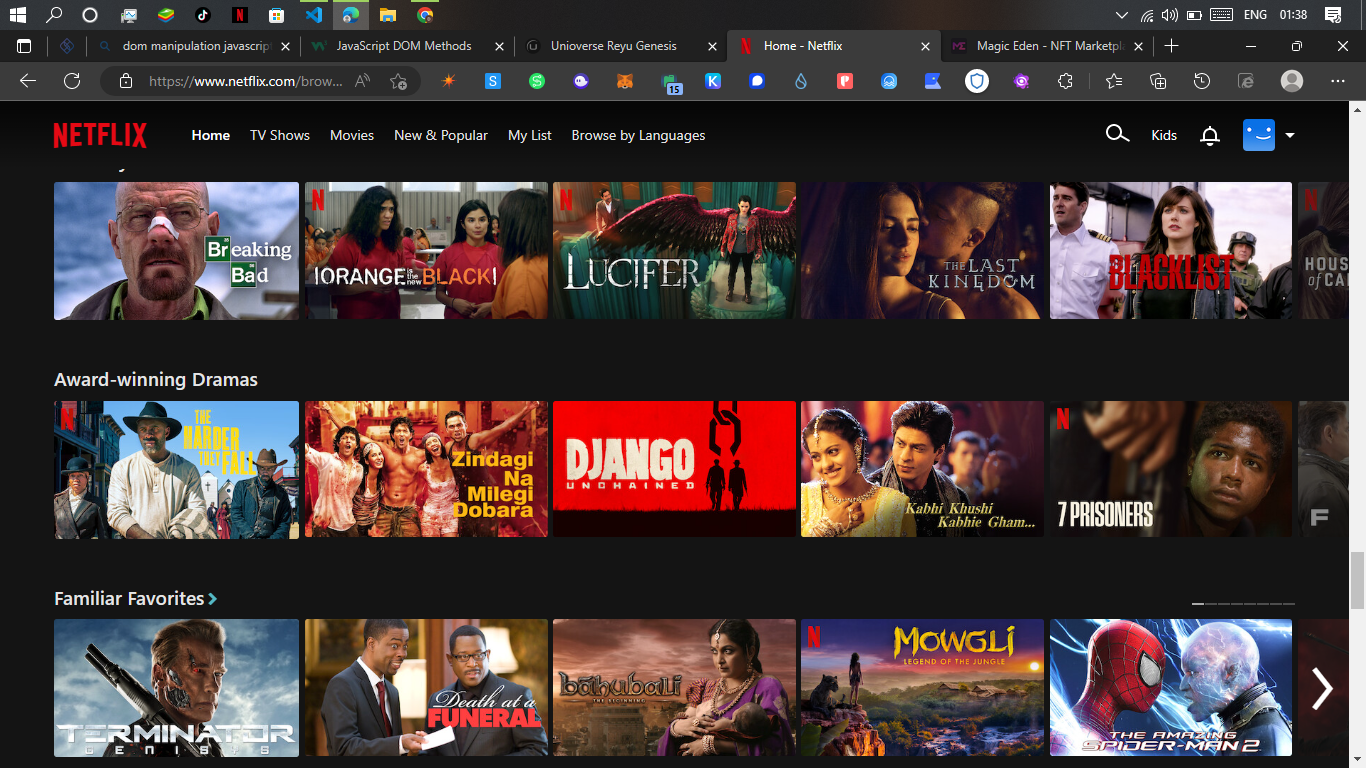 ENG
01:38
dom manipulation javascrip
JavaScript DOM Methods
Unioverse Reyu Genesis
Home - Netflix
Magic Eden - NFT Marketpl
https://www.netflix.com/brow...
15
NETFLIX
Home
TV Shows
Movies
New & Popular
My List
Browse by Languages
Kids
Breaking
Bad
ORANGE is the new BLACK
LUCIFER
THE LAST
KINGDOM
BLACKLIST
HOUS
of CA
Award-winning Dramas
THE
HARDER
THEY FALL
Zindagi
Na
Milegi
Dobara
DJANGO
UNCHAINED
Kabhi Khushi
Kabhie Gham...
7 PRISONERS
F
Familiar Favorites
TERMINATOR
GENISYS
Death at a
FUNERAL
bāhubali
THE BEGINNING
MOWGLI
LEGEND OF THE JUNGLE
THE AMAZING
SPIDER-MAN 2